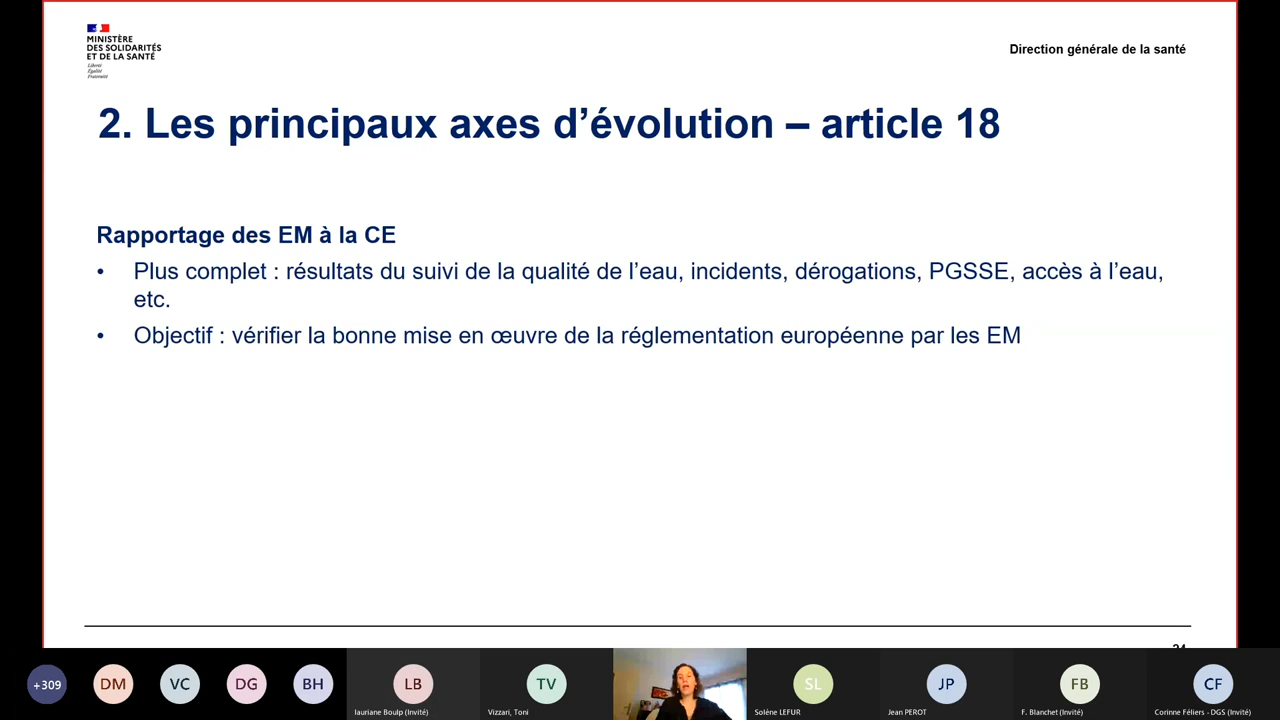 MINISTÈRE
DES SOLIDARITÉS
ET DE LA SANTÉ
Liberté
Égalité
Fraternité
Direction générale de la santé
2. Les principaux axes d’évolution – article 18
Rapportage des EM à la CE
• Plus complet : résultats du suivi de la qualité de l’eau, incidents, dérogations, PGSSE, accès à l’eau,
etc.
• Objectif : vérifier la bonne mise en œuvre de la réglementation européenne par les EM
+309
DM
VC
DG
BH
LB
TV
SL
JP
FB
CF
lauriane Boulp (Invité)
Vizzari, Toni
Solène LEFUR
Jean PEROT
F. Blanchet (Invité)
Corinne Féliers - DGS (Invité)